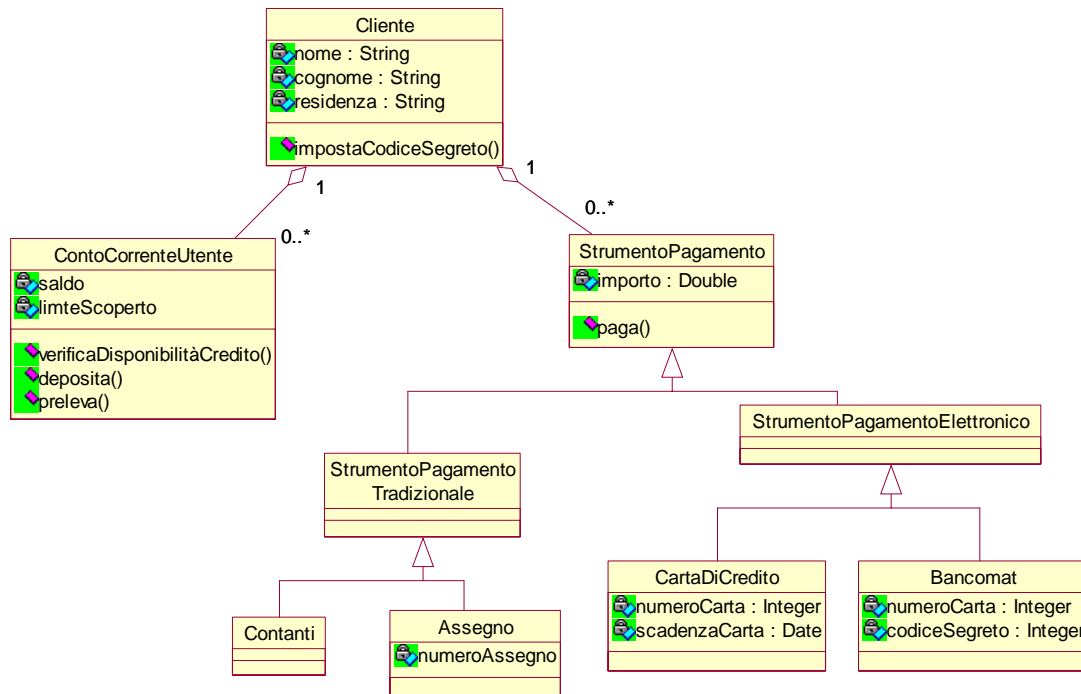 Cliente
nome : String
cognome : String
residenza : String
impostaCodiceSegreto()
1
1
0..*
0..*
ContoCorrenteUtente
saldo
limteScoperto
verificaDisponibilitàCredito()
deposita()
preleva()
StrumentoPagamento
importo : Double
paga()
StrumentoPagamentoElettronico
StrumentoPagamento
Tradizionale
CartaDiCredito
numeroCarta : Integer
scadenzaCarta : Date
Bancomat
numeroCarta : Integer
codiceSegreto : Integer
Contanti
Assegno
numeroAssegno